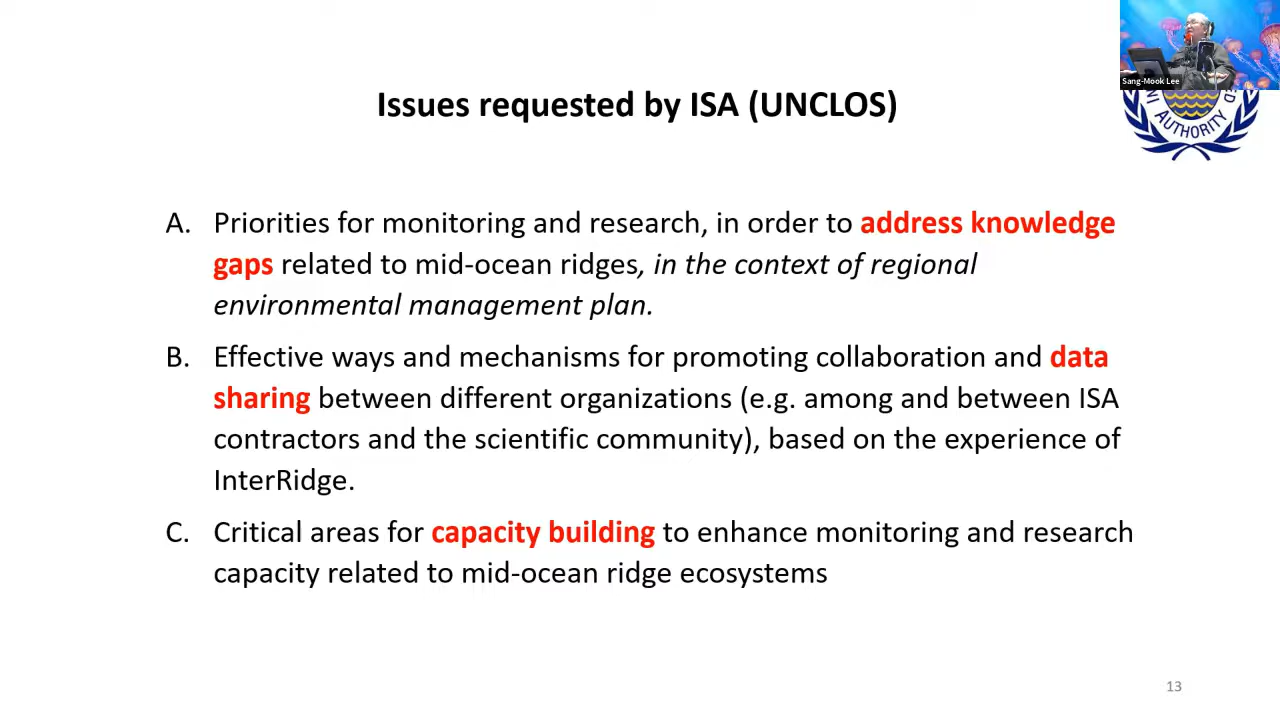 Sang-Mook Lee
AUTHORITY
Issues requested by ISA (UNCLOS)
A. Priorities for monitoring and research, in order to address knowledge
gaps related to mid-ocean ridges, in the context of regional
environmental management plan.
B. Effective ways and mechanisms for promoting collaboration and data
sharing between different organizations (e.g. among and between ISA
contractors and the scientific community), based on the experience of
InterRidge.
C. Critical areas for capacity building to enhance monitoring and research
capacity related to mid-ocean ridge ecosystems
13